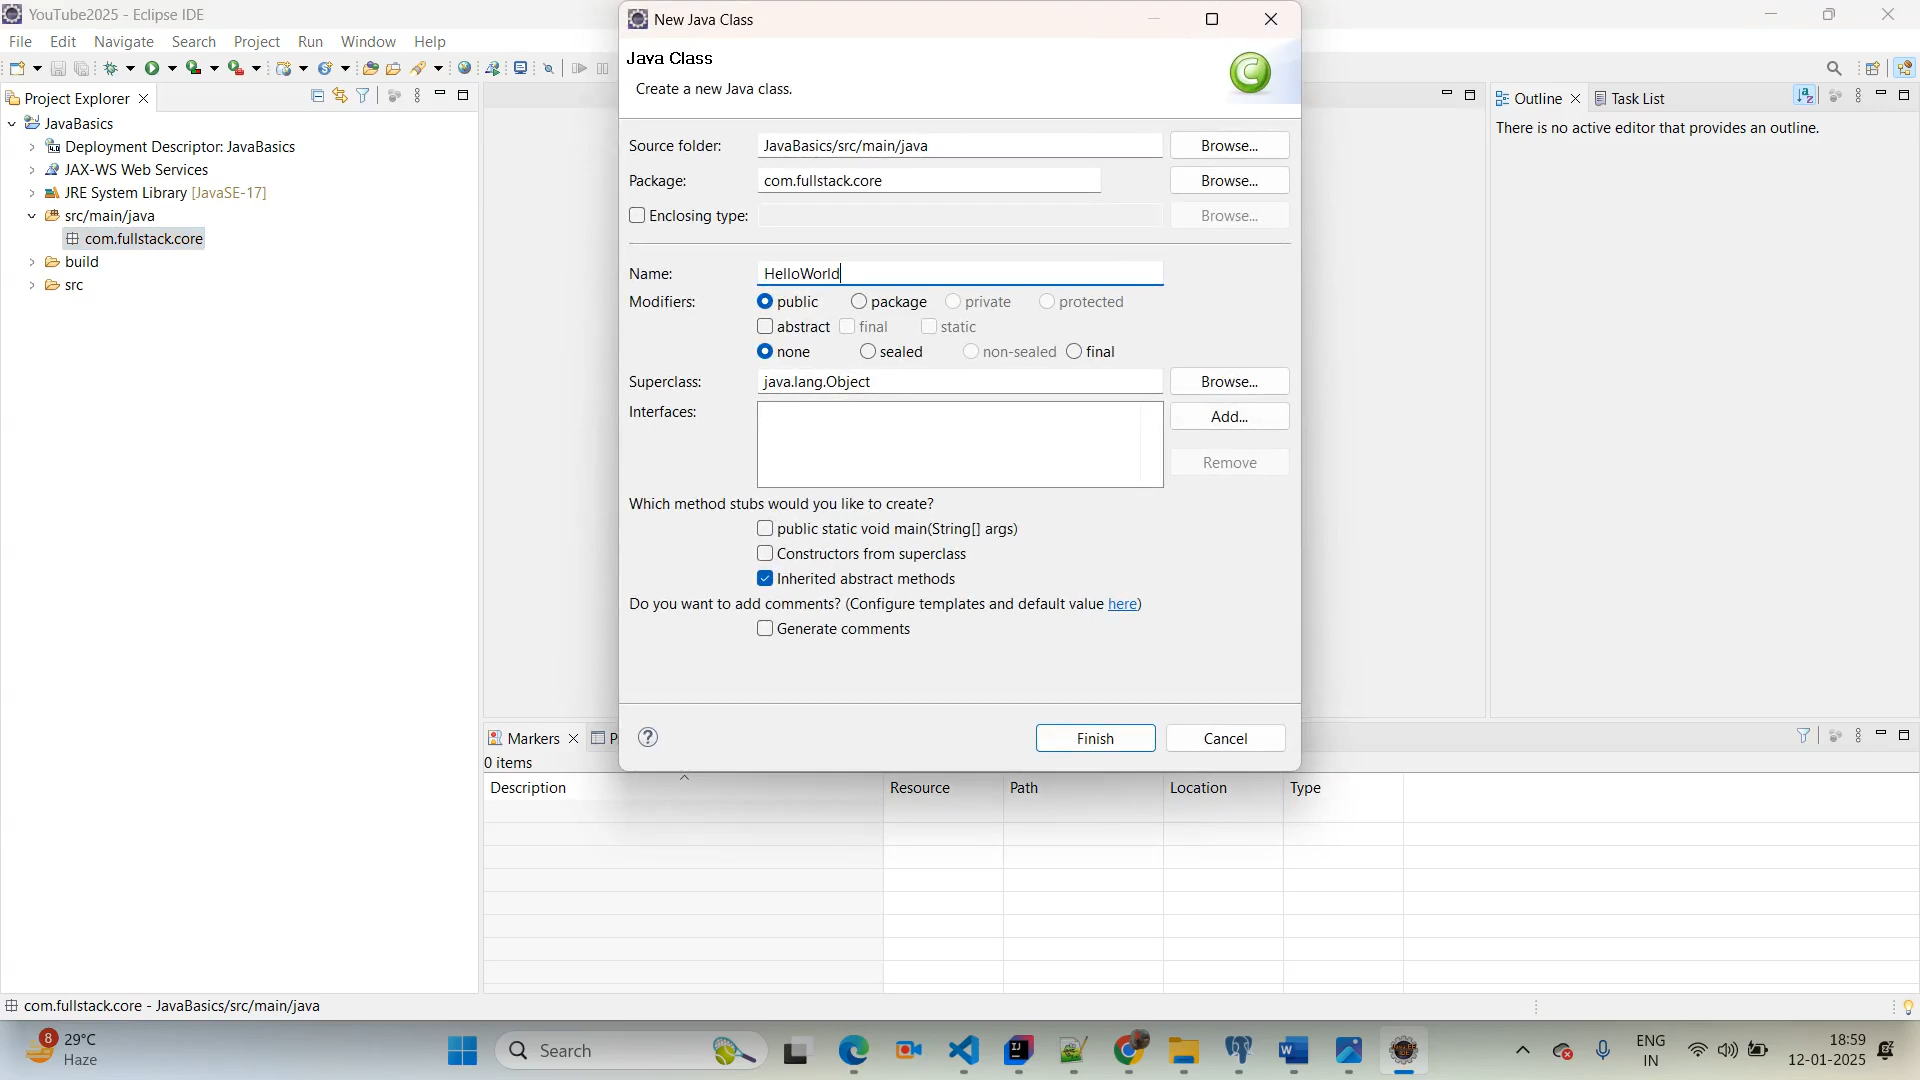 YouTube2025 - Eclipse IDE
File Edit Navigate Search Project Run Window Help
Project Explorer
JavaBasics
Deployment Descriptor: JavaBasics
JAX-WS Web Services
JRE System Library [JavaSE-17]
src/main/java
com.fullstack.core
build
src
New Java Class
Java Class
Create a new Java class.
Source folder: JavaBasics/src/main/java Browse...
Package: com.fullstack.core Browse...
Enclosing type: Browse...
Name: HelloWorld
Modifiers: public package private protected
abstract final static
none sealed non-sealed final
Superclass: java.lang.Object Browse...
Interfaces: Add...
Remove
Which method stubs would you like to create?
public static void main(String[] args)
Constructors from superclass
Inherited abstract methods
Do you want to add comments? (Configure templates and default value here)
Generate comments
Finish Cancel
Outline Task List
There is no active editor that provides an outline.
Markers P
0 items
Description Resource Path Location Type
com.fullstack.core - JavaBasics/src/main/java
8 29°C
Haze
Search
ENG
IN
18:59
12-01-2025